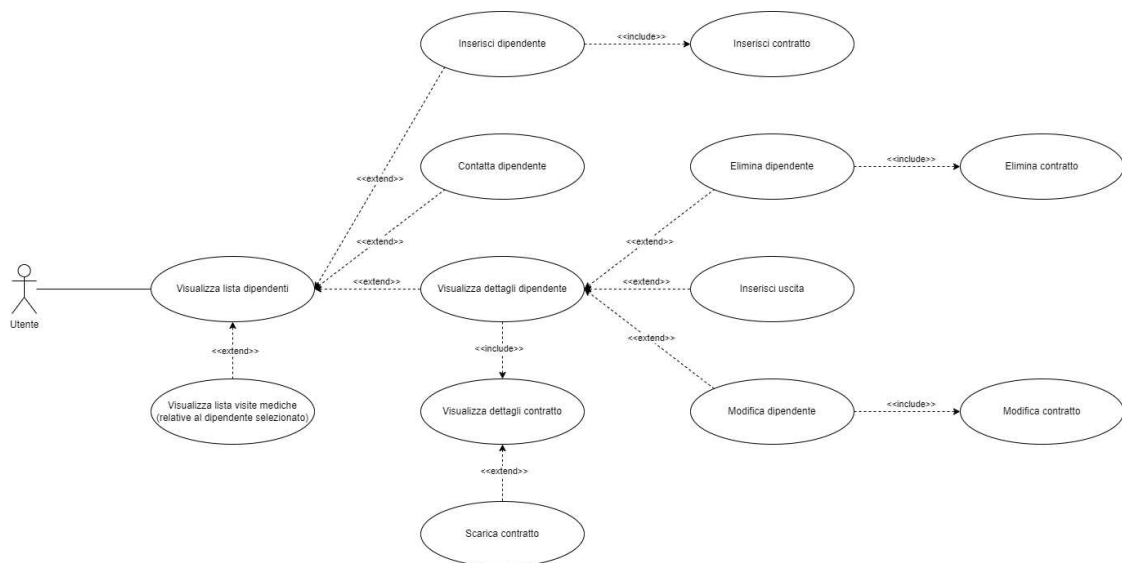 Inserisci dipendente
<<include>>
Inserisci contratto
Contatta dipendente
Elimina dipendente
<<include>>
Elimina contratto
<<extend>>
<<extend>>
<<extend>>
Utente
Visualizza lista dipendenti
<<extend>>
Visualizza dettagli dipendente
<<extend>>
Inserisci uscita
<<extend>>
<<include>>
<<extend>>
Visualizza lista visite mediche
(relative al dipendente selezionato)
Visualizza dettagli contratto
Modifica dipendente
<<include>>
Modifica contratto
<<extend>>
Scarica contratto